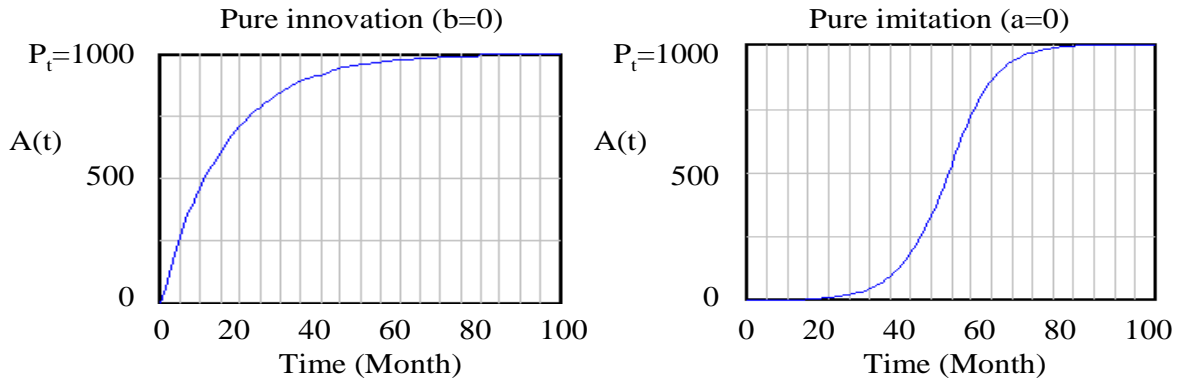 Pure innovation (b=0)
P_t=1000
A(t)
500
0
0 20 40 60 80 100
Time (Month)
Pure imitation (a=0)
P_t=1000
A(t)
500
0
0 20 40 60 80 100
Time (Month)